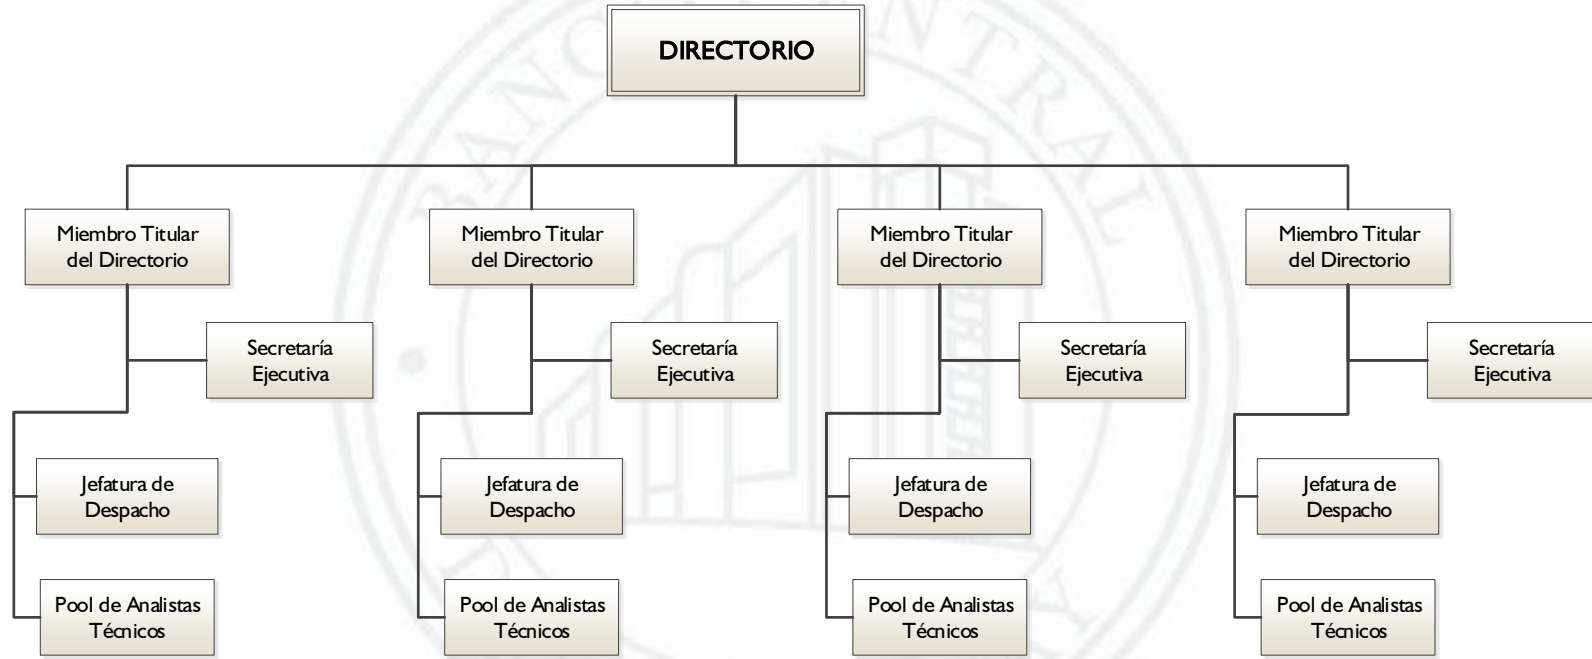 DIRECTORIO
Miembro Titular
del Directorio
Miembro Titular
del Directorio
Miembro Titular
del Directorio
Miembro Titular
del Directorio
Secretaría
Ejecutiva
Secretaría
Ejecutiva
Secretaría
Ejecutiva
Secretaría
Ejecutiva
Jefatura de
Despacho
Jefatura de
Despacho
Jefatura de
Despacho
Jefatura de
Despacho
Pool de Analistas
Técnicos
Pool de Analistas
Técnicos
Pool de Analistas
Técnicos
Pool de Analistas
Técnicos
BANCO CENTRAL